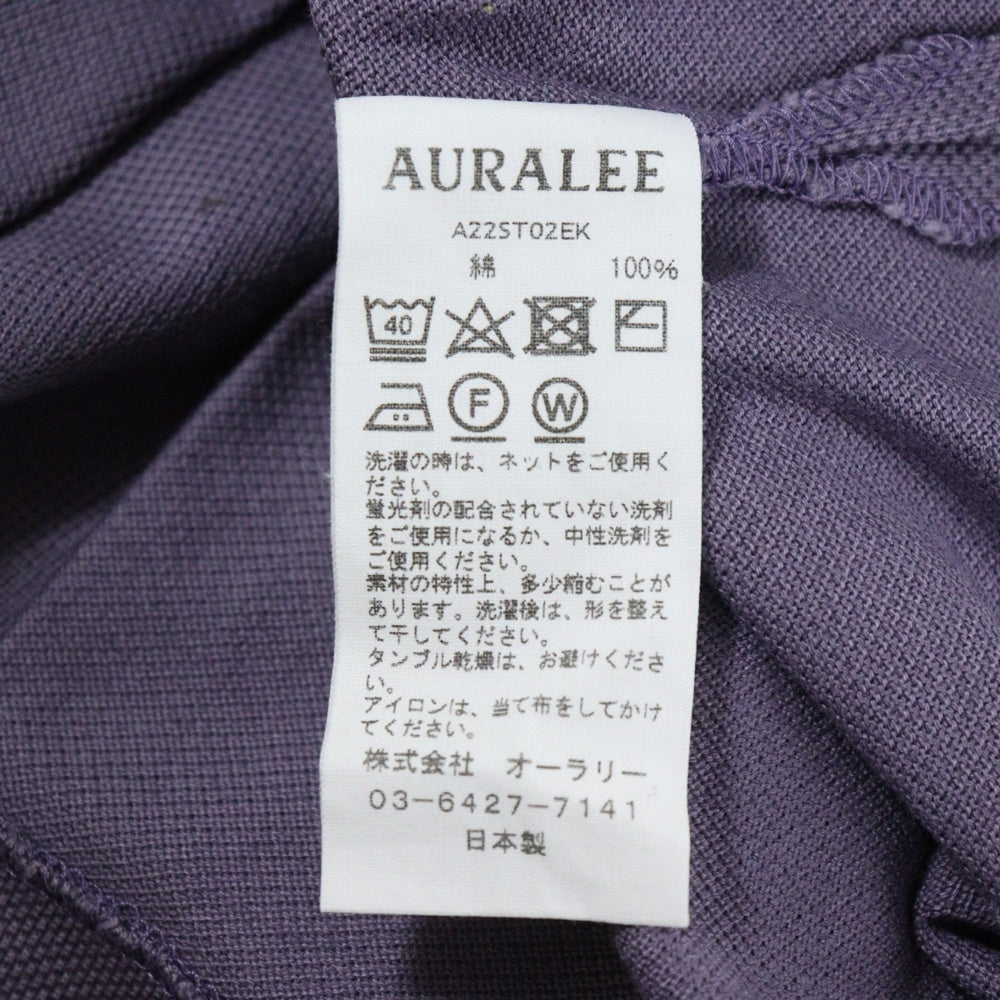 AURALEE
A22ST02EK
綿 100%
40
F W
洗濯の時は、ネットをご使用く
ださい。
蛍光剤の配合されていない洗剤
をご使用になるか、中性洗剤を
ご使用ください。
素材の特性上、多少縮むことが
あります。洗濯後は、形を整え
て干してください。
タンブル乾燥は、お避けくださ
い。
アイロンは、当て布をしてかけ
てください。
株式会社 オーラリー
03-6427-7141
日本製